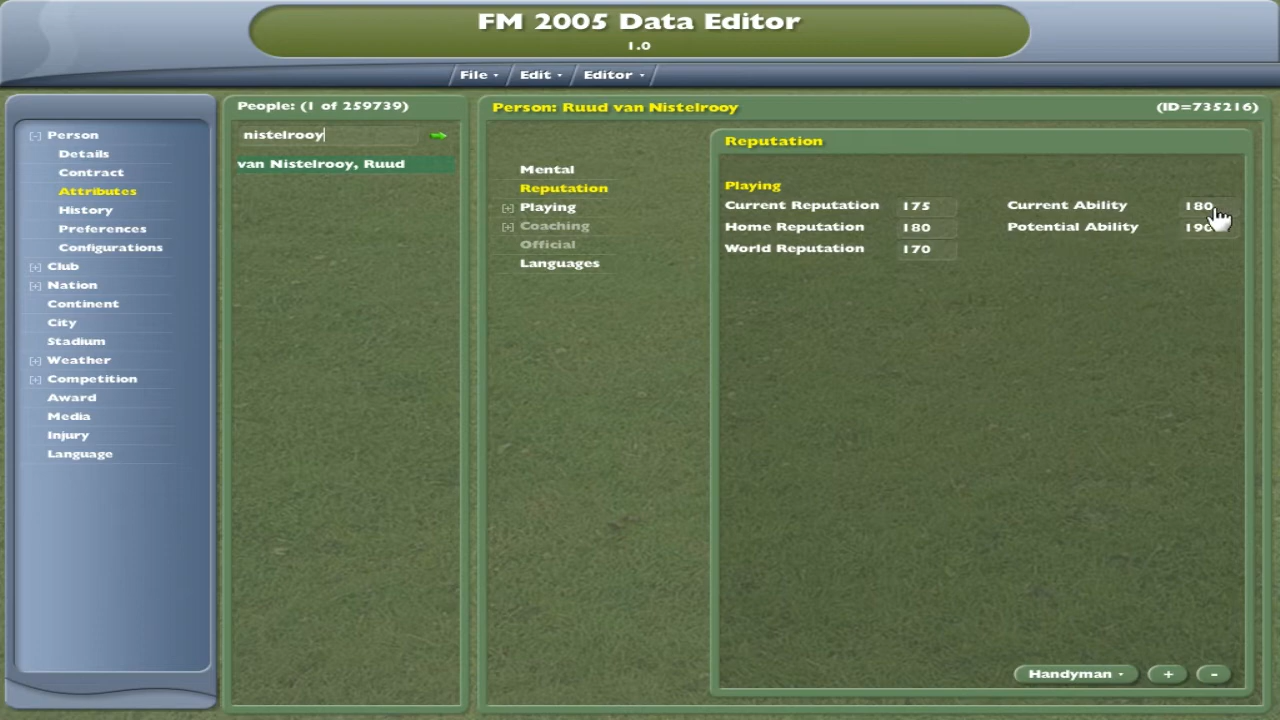 FM 2005 Data Editor
1.0
File
Edit
Editor
Person
Details
Contract
Attributes
History
Preferences
Configurations
Club
Nation
Continent
City
Stadium
Weather
Competition
Award
Media
Injury
Language
People: (1 of 259739)
nistelrooy
van Nistelrooy, Ruud
Person: Ruud van Nistelrooy (ID=735216)
Mental
Reputation
Playing
Coaching
Official
Languages
Reputation
Playing
Current Reputation 175 Current Ability 180
Home Reputation 180 Potential Ability 190
World Reputation 170
Handyman + -